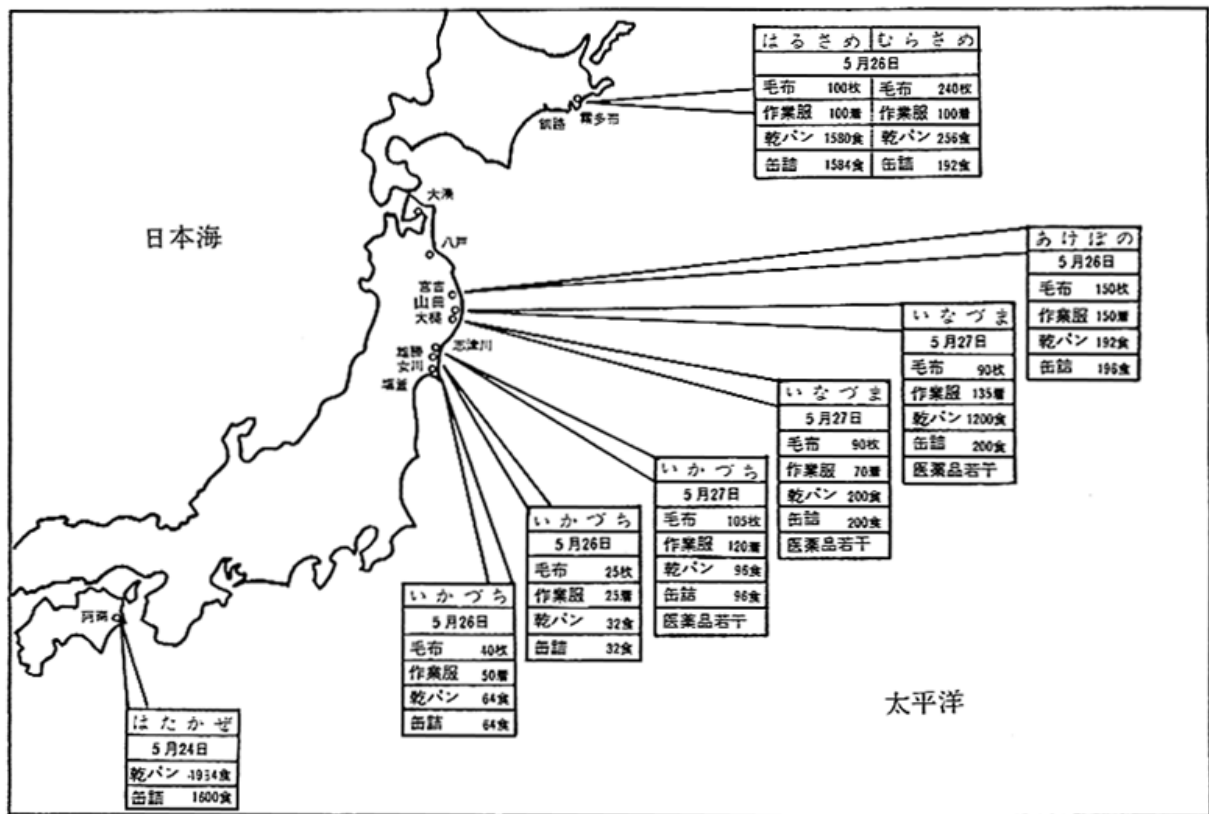 はるさめ むらさめ
5月26日
毛布 100枚 毛布 240枚
作業服 100着 作業服 100着
乾パン 1580食 乾パン 256食
缶詰 1584食 缶詰 192食
釧路
霧多布
大湊
八戸
日本海
宮古
山田
大槌
志津川
雄勝
女川
塩釜
あけぼの
5月26日
毛布 150枚
作業服 150着
乾パン 192食
缶詰 196食
いなづま
5月27日
毛布 90枚
作業服 135着
乾パン 1200食
缶詰 200食
医薬品若干
いなづま
5月27日
毛布 90枚
作業服 70着
乾パン 200食
缶詰 200食
医薬品若干
いかづち
5月27日
毛布 105枚
作業服 120着
乾パン 96食
缶詰 96食
医薬品若干
いかづち
5月26日
毛布 25枚
作業服 25着
乾パン 32食
缶詰 32食
いかづち
5月26日
毛布 40枚
作業服 50着
乾パン 64食
缶詰 64食
阿南
はたかぜ
5月24日
乾パン
缶詰 1600食
太平洋